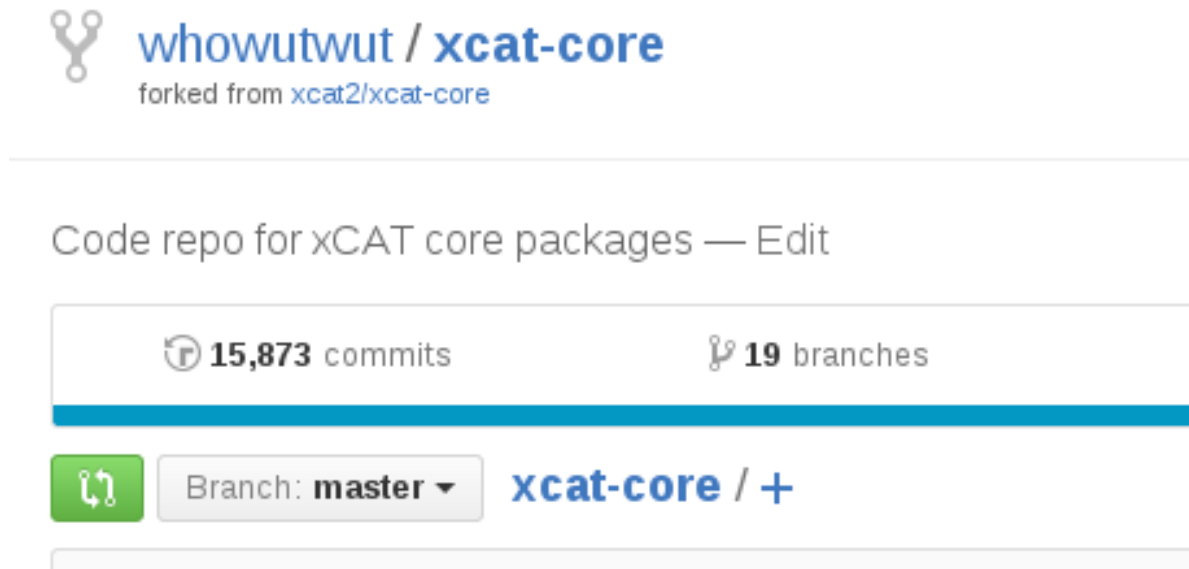 whowutwut / xcat-core
forked from xcat2/xcat-core
Code repo for xCAT core packages — Edit
15,873 commits 19 branches
Branch: master xcat-core / +